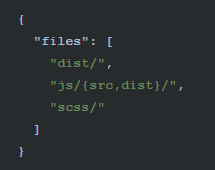 {
  "files": [
    "dist/",
    "js/{src,dist}/",
    "scss/"
  ]
}